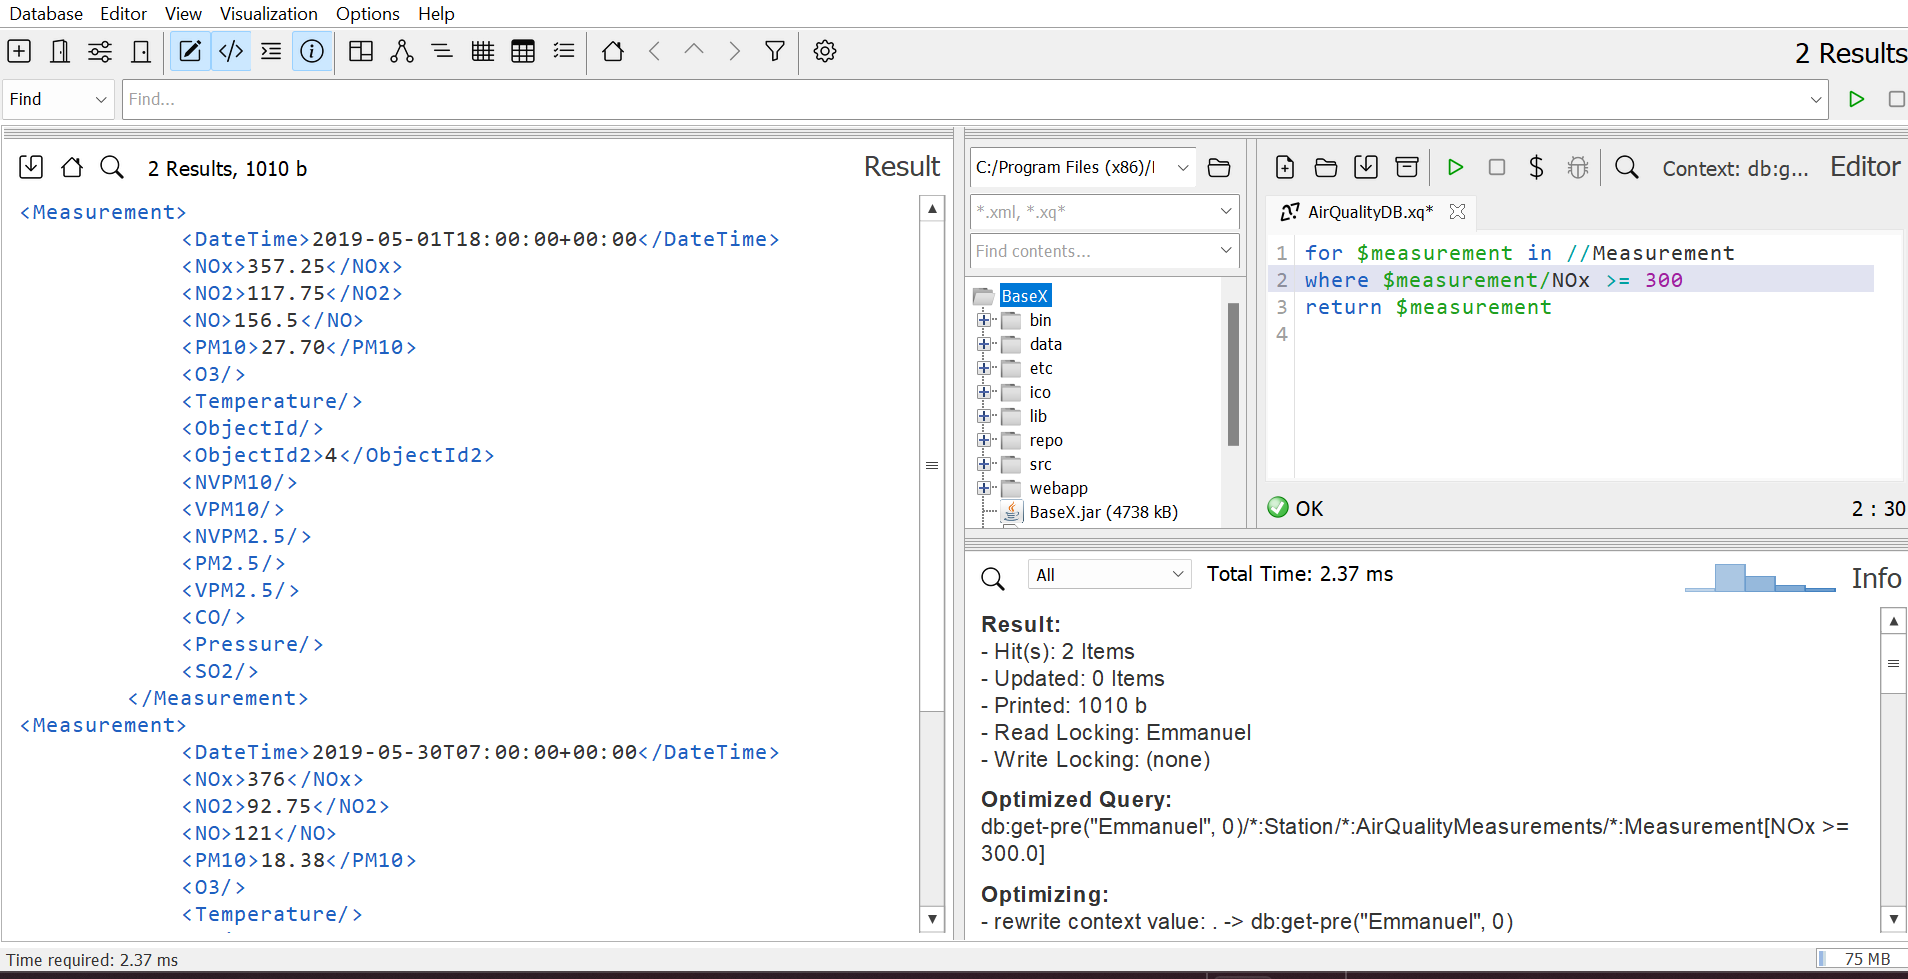 Database Editor View Visualization Options Help
2 Results
Find Find...
2 Results, 1010 b Result
<Measurement>
<DateTime>2019-05-01T18:00:00+00:00</DateTime>
<NOx>357.25</NOx>
<NO2>117.75</NO2>
<NO>156.5</NO>
<PM10>27.70</PM10>
<O3/>
<Temperature/>
<ObjectId/>
<ObjectId2>4</ObjectId2>
<NVPM10/>
<VPM10/>
<NVPM2.5/>
<PM2.5/>
<VPM2.5/>
<CO/>
<Pressure/>
<SO2/>
</Measurement>
<Measurement>
<DateTime>2019-05-30T07:00:00+00:00</DateTime>
<NOx>376</NOx>
<NO2>92.75</NO2>
<NO>121</NO>
<PM10>18.38</PM10>
<O3/>
<Temperature/>
C:/Program Files (x86)/
*.xml, *.xq*
Find contents...
BaseX
bin
data
etc
ico
lib
repo
src
webapp
BaseX.jar (4738 kB)
$ Context: db:g... Editor
AirQualityDB.xq*
1 for $measurement in //Measurement
2 where $measurement/NOx >= 300
3 return $measurement
4
OK 2 : 30
All Total Time: 2.37 ms Info
Result:
- Hit(s): 2 Items
- Updated: 0 Items
- Printed: 1010 b
- Read Locking: Emmanuel
- Write Locking: (none)
Optimized Query:
db:get-pre("Emmanuel", 0)/*:Station/*:AirQualityMeasurements/*:Measurement[NOx >=
300.0]
Optimizing:
- rewrite context value: . -> db:get-pre("Emmanuel", 0)
Time required: 2.37 ms 75 MB